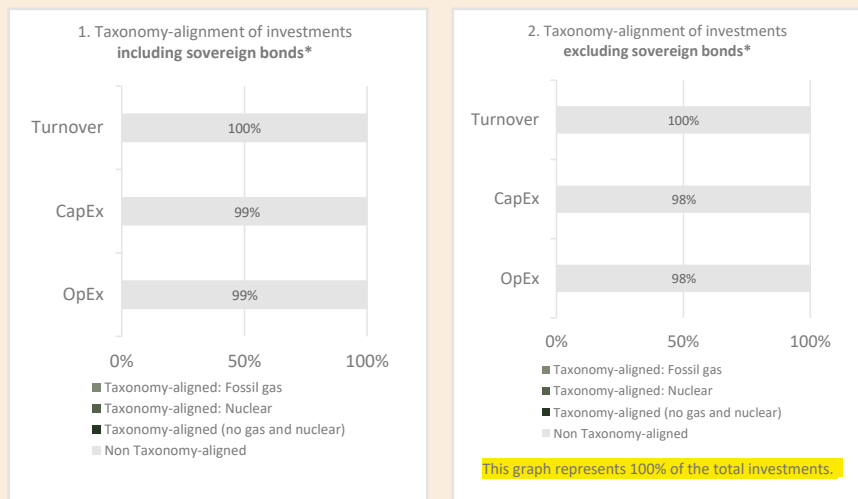 1. Taxonomy-alignment of investments
including sovereign bonds*
Turnover
100%
CapEx
99%
OpEx
99%
0% 50% 100%
Taxonomy-aligned: Fossil gas
Taxonomy-aligned: Nuclear
Taxonomy-aligned (no gas and nuclear)
Non Taxonomy-aligned
2. Taxonomy-alignment of investments
excluding sovereign bonds*
Turnover
100%
CapEx
98%
OpEx
98%
0% 50% 100%
Taxonomy-aligned: Fossil gas
Taxonomy-aligned: Nuclear
Taxonomy-aligned (no gas and nuclear)
Non Taxonomy-aligned
This graph represents 100% of the total investments.